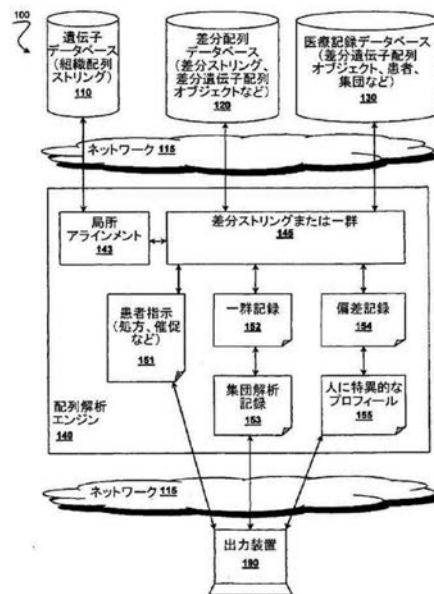 100
遺伝子
データベース
(組織配列
ストリング)
110
差分配列
データベース
(差分ストリング、
差分遺伝子配列
オブジェクトなど)
120
医療記録データベース
(差分遺伝子配列
オブジェクト、患者、
集団など)
130
ネットワーク 115
局所
アラインメント
143
差分ストリングまたは一群
145
患者指示
(処方、催促
など)
151
一群記録
152
偏差記録
154
集団解析
記録
153
人に特異的な
プロフィール
155
配列解析
エンジン
140
ネットワーク 115
出力装置
190